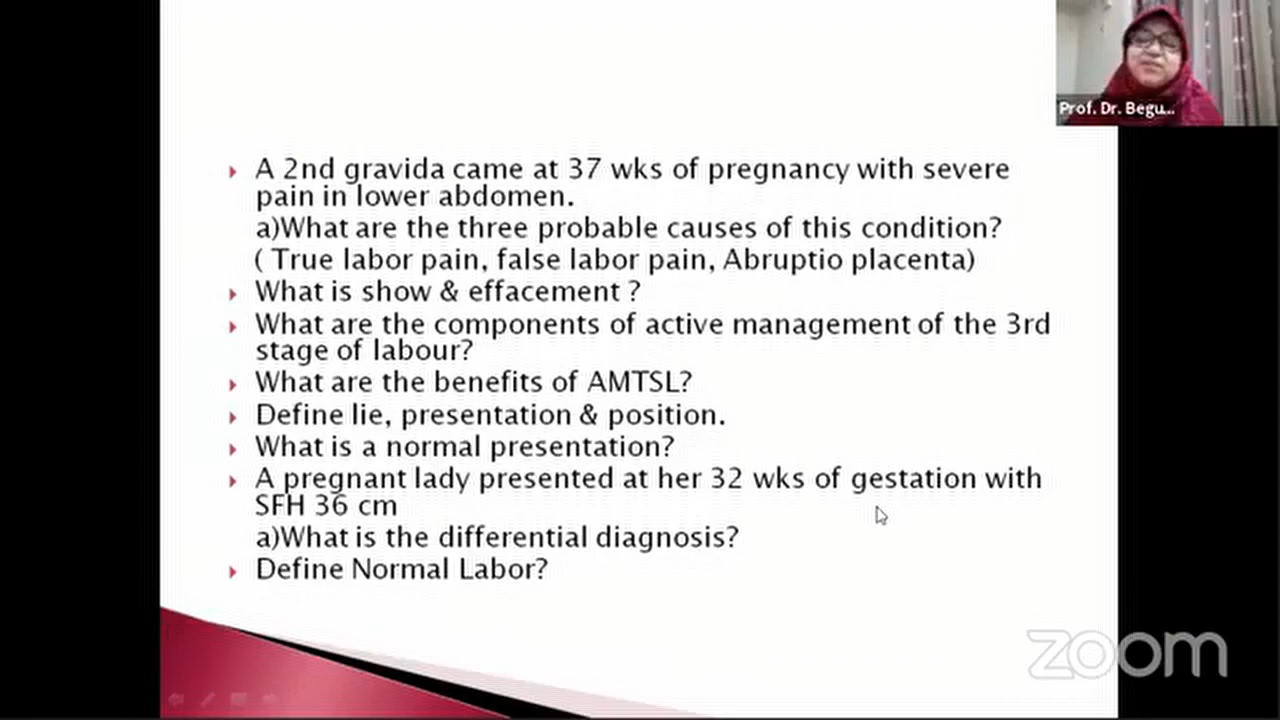 Prof. Dr. Begu...
A 2nd gravida came at 37 wks of pregnancy with severe
pain in lower abdomen.
a)What are the three probable causes of this condition?
( True labor pain, false labor pain, Abruptio placenta)
What is show & effacement ?
What are the components of active management of the 3rd
stage of labour?
What are the benefits of AMTSL?
Define lie, presentation & position.
What is a normal presentation?
A pregnant lady presented at her 32 wks of gestation with
SFH 36 cm
a)What is the differential diagnosis?
Define Normal Labor?
zoom